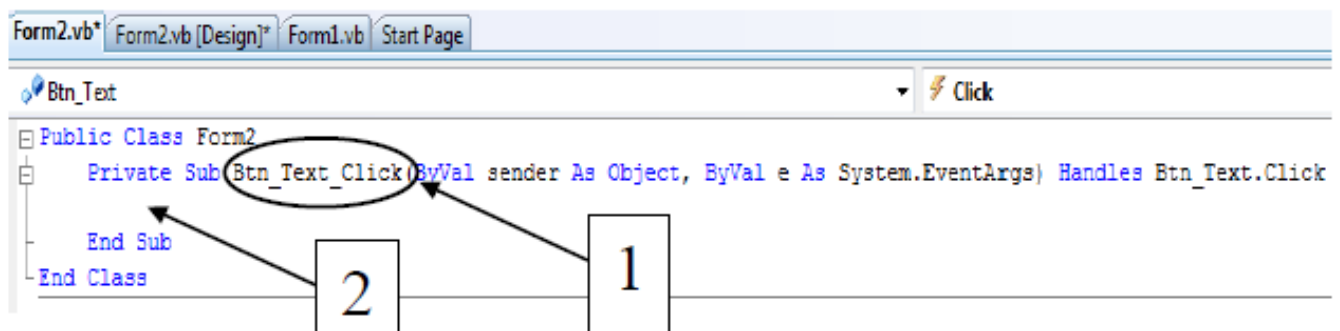 Form2.vb* Form2.vb [Design]* Form1.vb Start Page
Btn_Text Click
Public Class Form2
Private Sub Btn_Text_Click(ByVal sender As Object, ByVal e As System.EventArgs) Handles Btn_Text.Click
End Sub
End Class
2 1